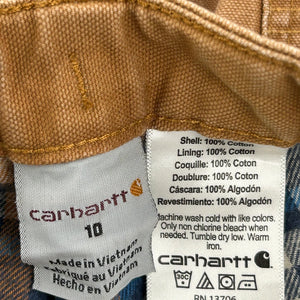 carhartt
10
Made in Vietnam
Fabriqué au Vietnam
Hecho en Vietnam
Shell: 100% Cotton
Lining: 100% Cotton
Coquille: 100% Coton
Doublure: 100% Coton
Cáscara: 100% Algodón
Revestimiento: 100% Algodón
Machine wash cold with like colors.
Only non chlorine bleach when
needed. Tumble dry low. Warm
iron.
carhartt
RN 13706